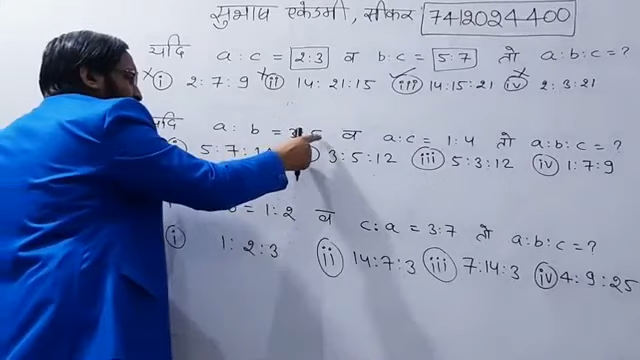 सुभाष एकेडमी, सीकर 7412024400
यदि a:c = 2:3 व b:c = 5:7 तो a:b:c = ?
(i) 2:7:9 (ii) 14:21:15 (iii) 14:15:21 (iv) 2:3:21
यदि a:b = 3:5 व a:c = 1:4 तो a:b:c = ?
5:7: 3:5:12 (iii) 5:3:12 (iv) 1:7:9
= 1:2 व c:a = 3:7 तो a:b:c = ?
(i) 1:2:3 (ii) 14:7:3 (iii) 7:14:3 (iv) 4:9:25